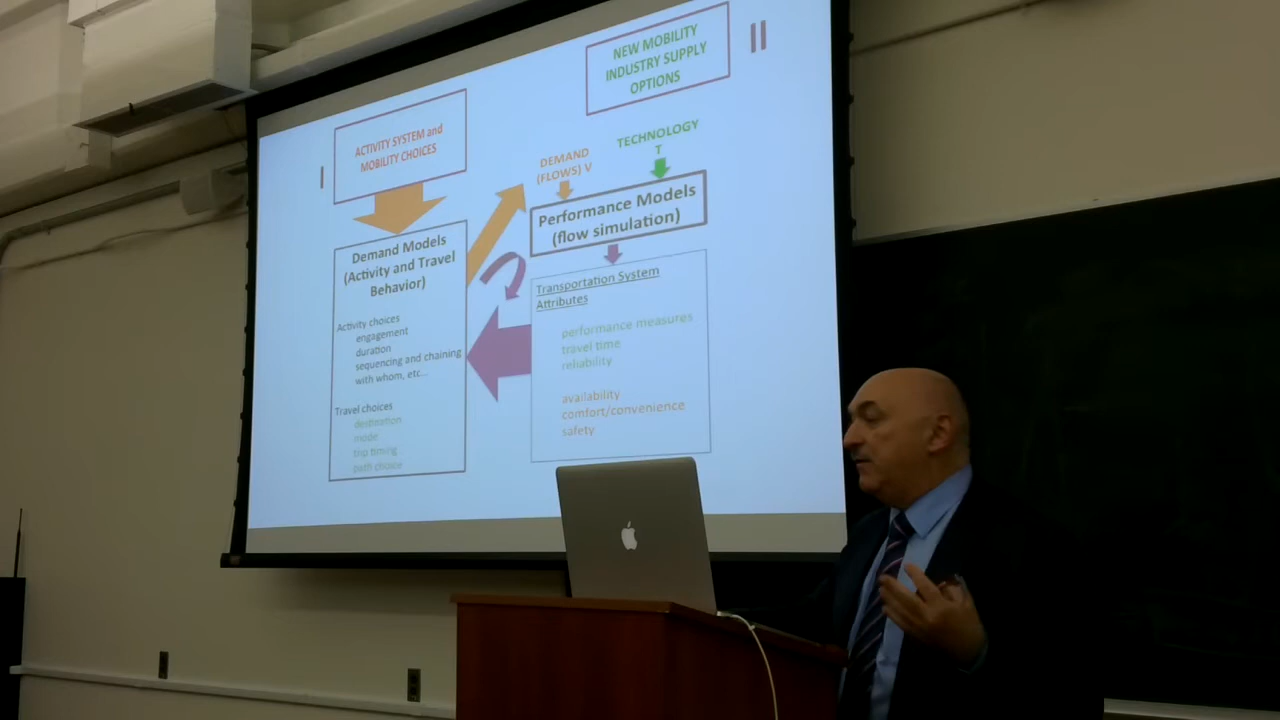 I
ACTIVITY SYSTEM and
MOBILITY CHOICES
Demand Models
(Activity and Travel
Behavior)
Activity choices
engagement
duration
sequencing and chaining
with whom, etc...
Travel choices
destination
mode
trip timing
path choice
NEW MOBILITY
INDUSTRY SUPPLY
OPTIONS
II
DEMAND
(FLOWS) V
TECHNOLOGY
T
Performance Models
(flow simulation)
Transportation System
Attributes
performance measures
travel time
reliability
availability
comfort/convenience
safety